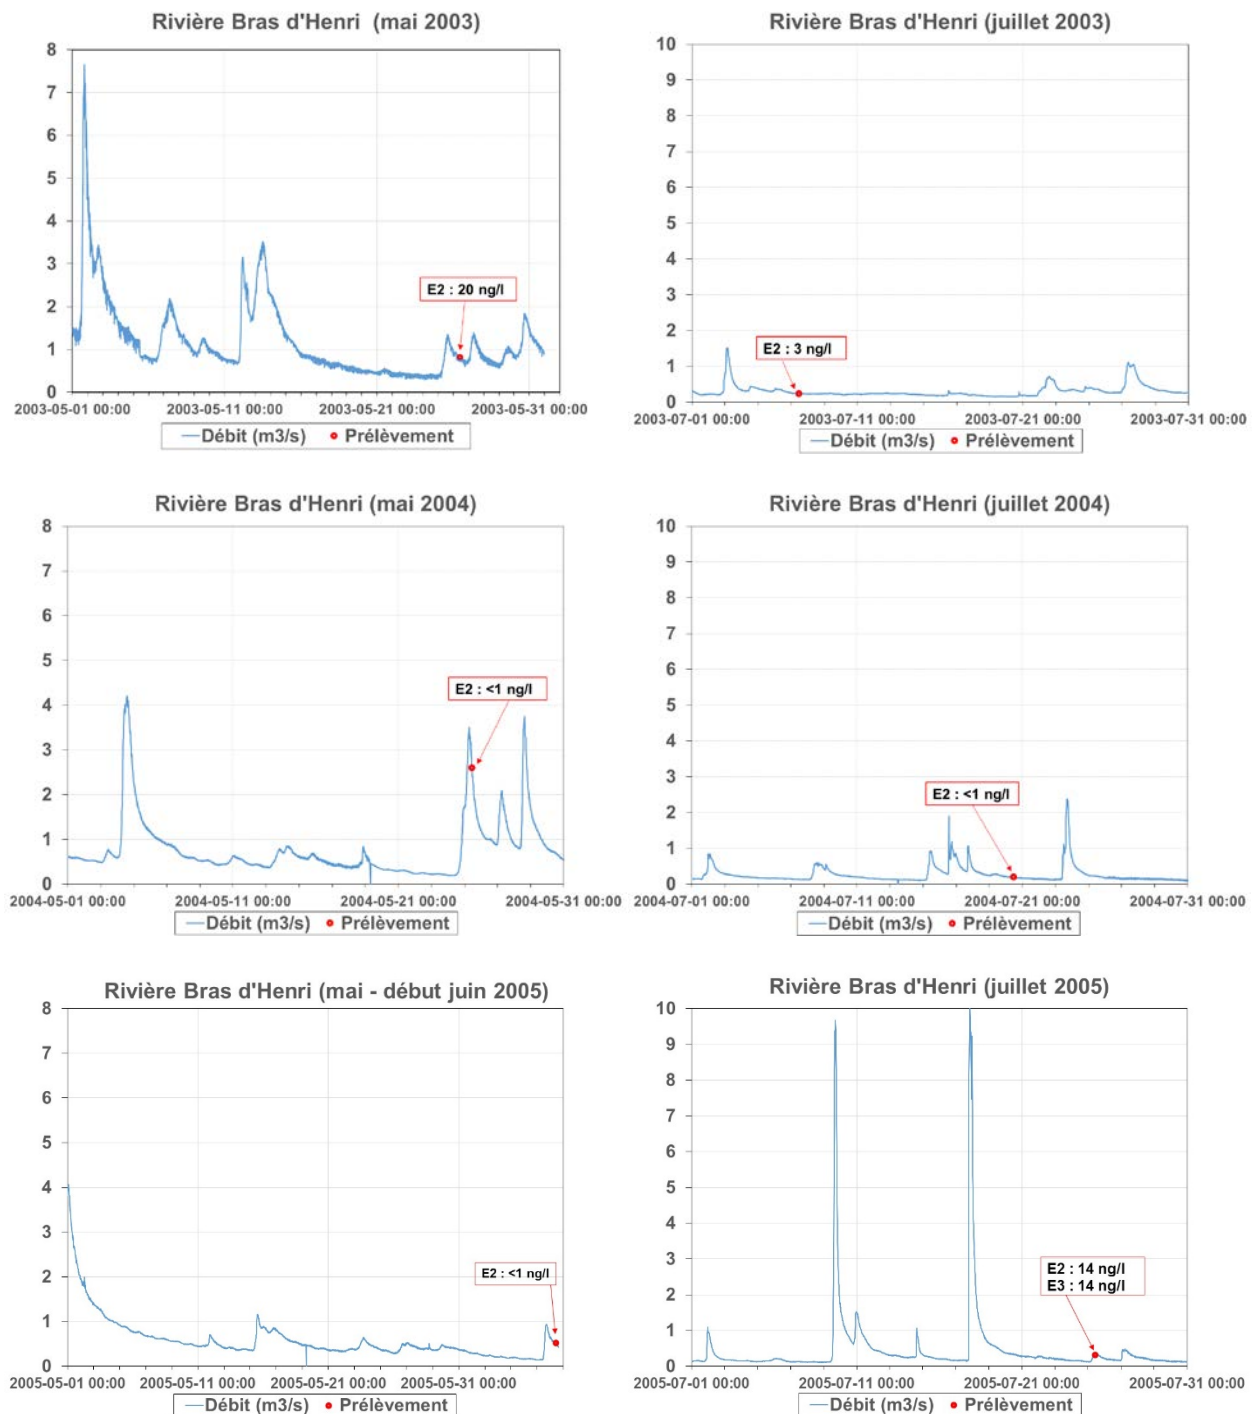 Rivière Bras d'Henri (mai 2003)
8
7
6
5
4
3
2
1
0
E2 : 20 ng/l
2003-05-01 00:00 2003-05-11 00:00 2003-05-21 00:00 2003-05-31 00:00
Débit (m3/s) Prélèvement
Rivière Bras d'Henri (juillet 2003)
10
9
8
7
6
5
4
3
2
1
0
E2 : 3 ng/l
2003-07-01 00:00 2003-07-11 00:00 2003-07-21 00:00 2003-07-31 00:00
Débit (m3/s) Prélèvement
Rivière Bras d'Henri (mai 2004)
8
7
6
5
4
3
2
1
0
E2 : <1 ng/l
2004-05-01 00:00 2004-05-11 00:00 2004-05-21 00:00 2004-05-31 00:00
Débit (m3/s) Prélèvement
Rivière Bras d'Henri (juillet 2004)
10
9
8
7
6
5
4
3
2
1
0
E2 : <1 ng/l
2004-07-01 00:00 2004-07-11 00:00 2004-07-21 00:00 2004-07-31 00:00
Débit (m3/s) Prélèvement
Rivière Bras d'Henri (mai - début juin 2005)
8
7
6
5
4
3
2
1
0
E2 : <1 ng/l
2005-05-01 00:00 2005-05-11 00:00 2005-05-21 00:00 2005-05-31 00:00
Débit (m3/s) Prélèvement
Rivière Bras d'Henri (juillet 2005)
10
9
8
7
6
5
4
3
2
1
0
E2 : 14 ng/l
E3 : 14 ng/l
2005-07-01 00:00 2005-07-11 00:00 2005-07-21 00:00 2005-07-31 00:00
Débit (m3/s) Prélèvement